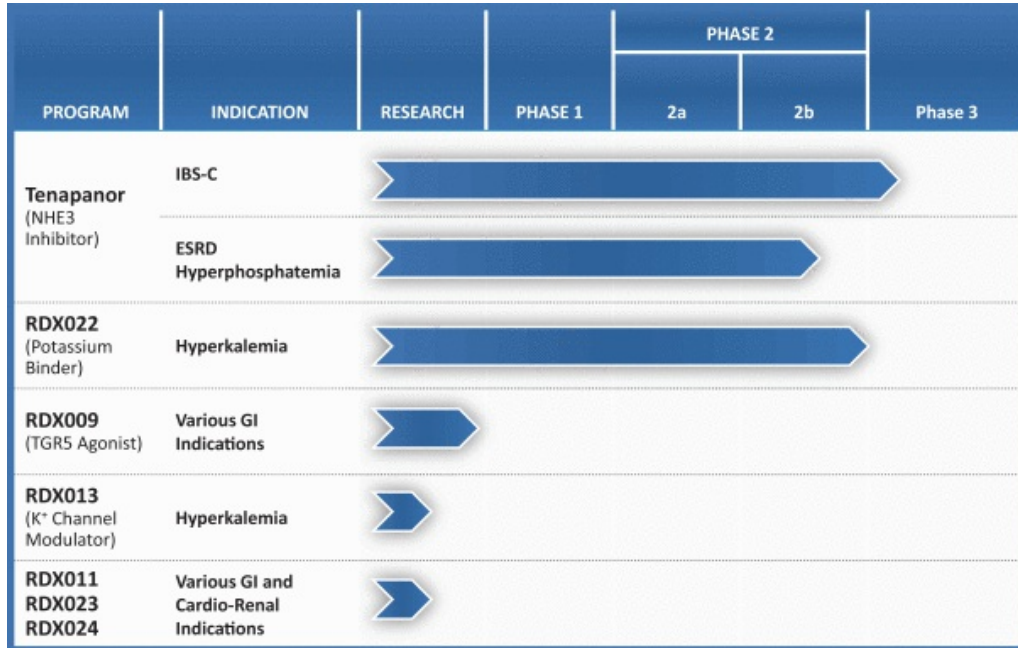 PHASE 2
PROGRAM INDICATION RESEARCH PHASE 1 2a 2b Phase 3
Tenapanor
(NHE3
Inhibitor)
IBS-C
ESRD
Hyperphosphatemia
RDX022
(Potassium
Binder)
Hyperkalemia
RDX009
(TGR5 Agonist)
Various GI
Indications
RDX013
(K⁺ Channel
Modulator)
Hyperkalemia
RDX011
RDX023
RDX024
Various GI and
Cardio-Renal
Indications